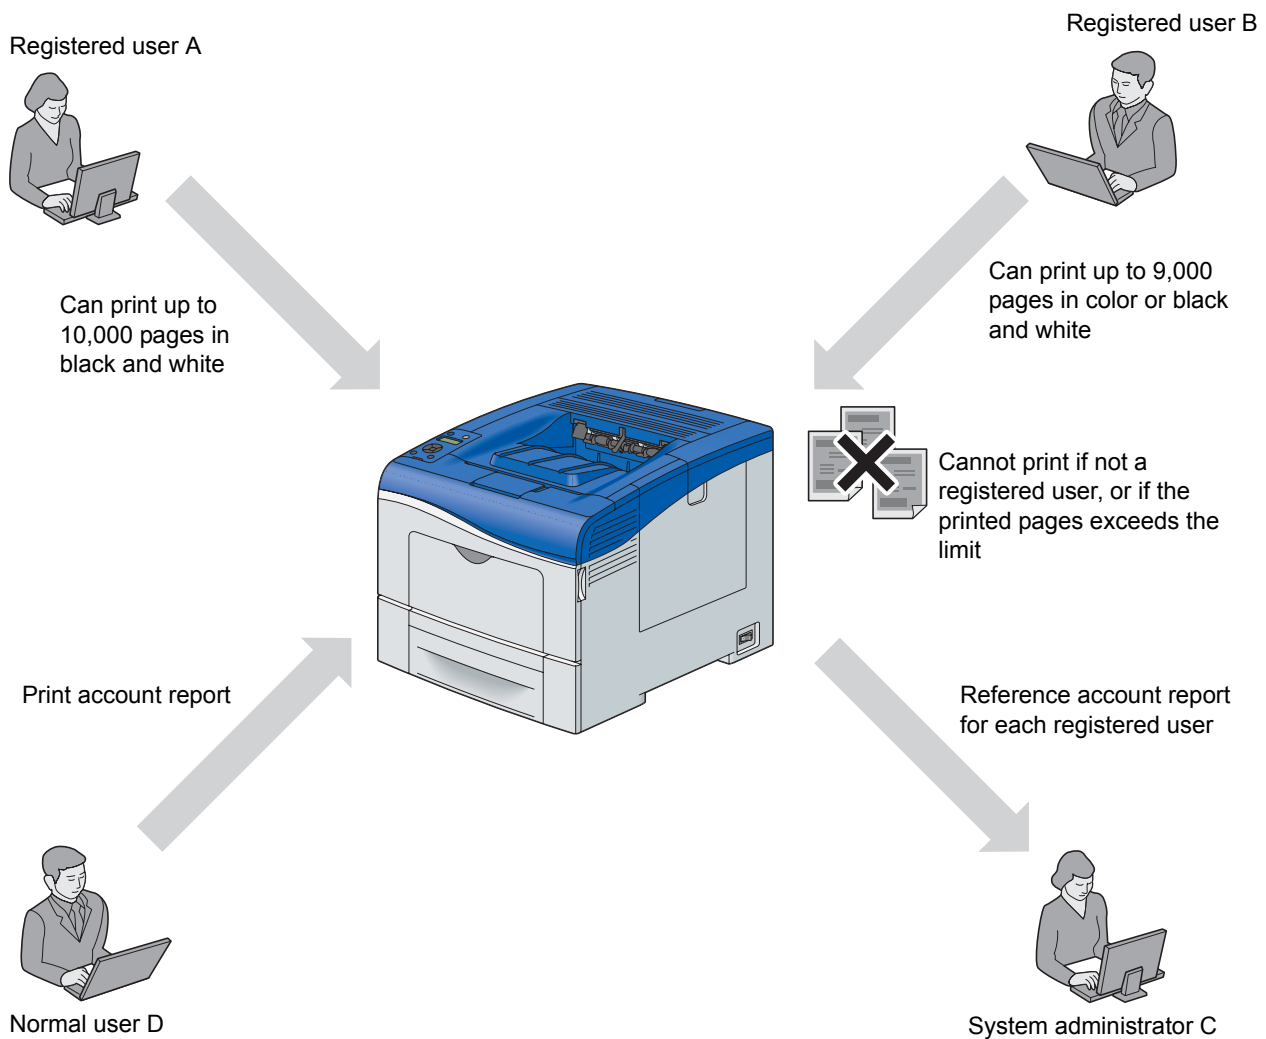 Registered user A
Registered user B
Can print up to
10,000 pages in
black and white
Can print up to 9,000
pages in color or black
and white
Cannot print if not a
registered user, or if the
printed pages exceeds the
limit
Print account report
Reference account report
for each registered user
Normal user D
System administrator C